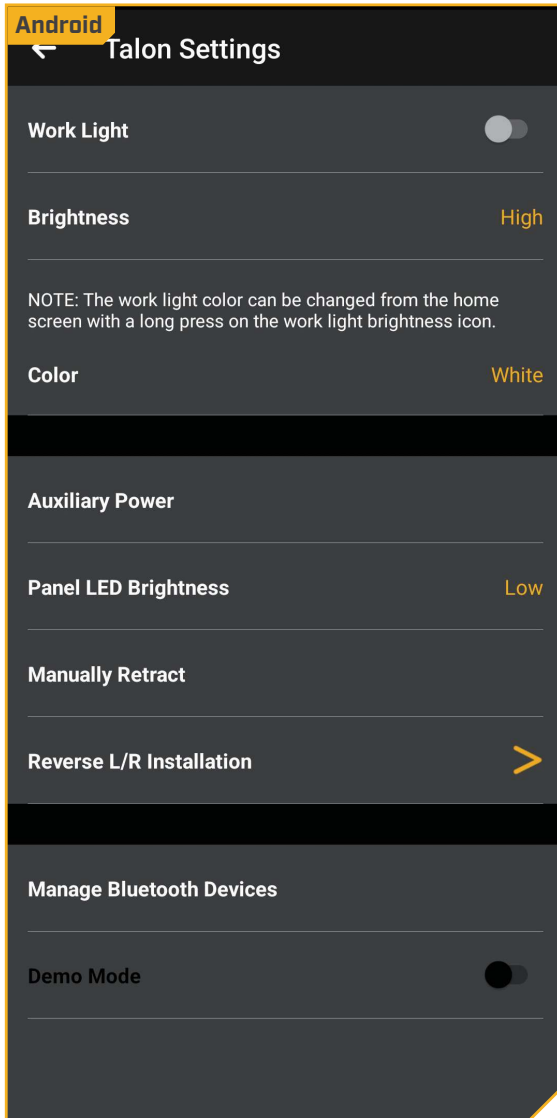 Android
Talon Settings
Work Light
Brightness High
NOTE: The work light color can be changed from the home
screen with a long press on the work light brightness icon.
Color White
Auxiliary Power
Panel LED Brightness Low
Manually Retract
Reverse L/R Installation
Manage Bluetooth Devices
Demo Mode